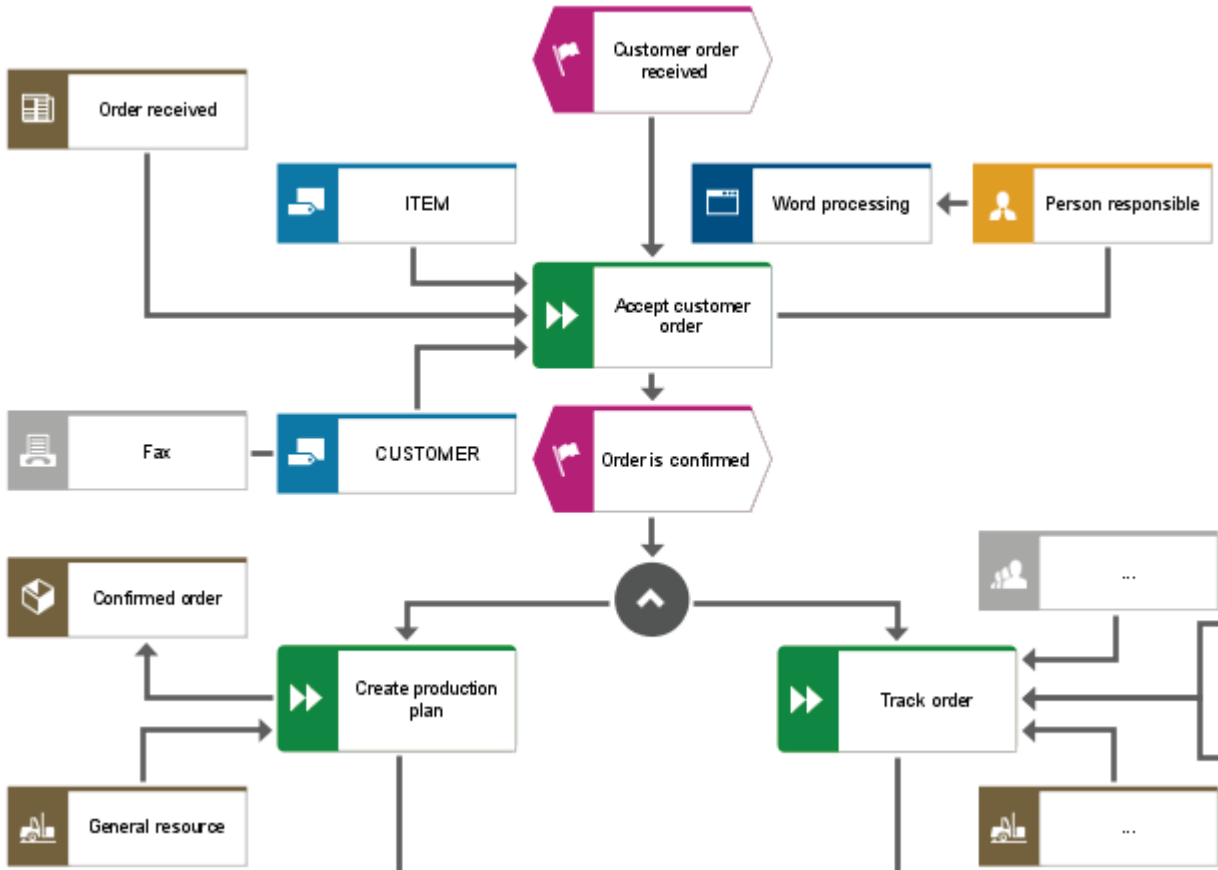 Customer order
received
Order received
ITEM
Word processing
Person responsible
Accept customer
order
Fax
CUSTOMER
Order is confirmed
...
Confirmed order
Create production
plan
Track order
General resource
...